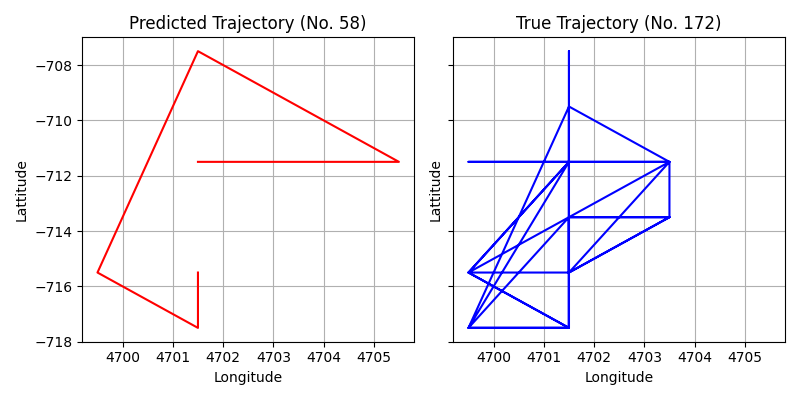 Predicted Trajectory (No. 58)
True Trajectory (No. 172)
−708
−710
−712
−714
−716
−718
Lattitude
Lattitude
4700 4701 4702 4703 4704 4705
4700 4701 4702 4703 4704 4705
Longitude
Longitude